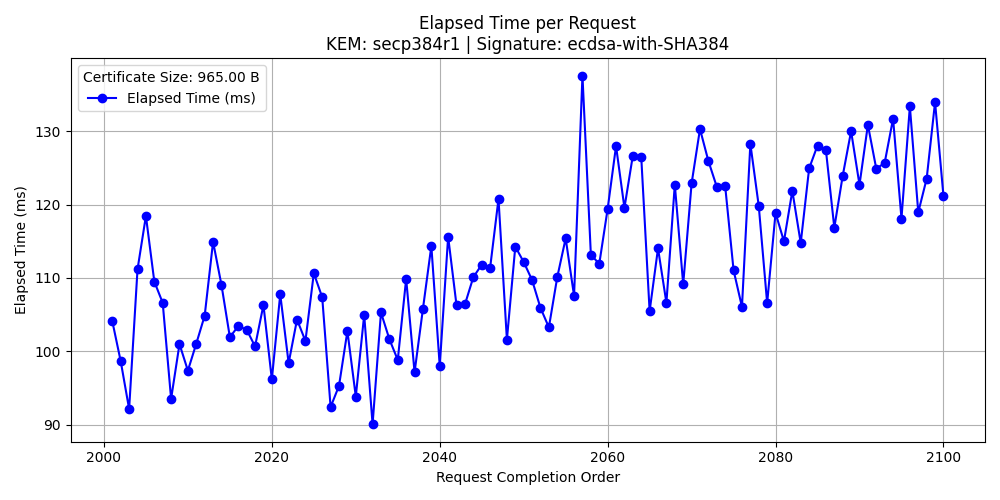 Elapsed Time per Request
KEM: secp384r1 | Signature: ecdsa-with-SHA384
Certificate Size: 965.00 B
Elapsed Time (ms)
Elapsed Time (ms)
130
120
110
100
90
2000
2020
2040
2060
2080
2100
Request Completion Order